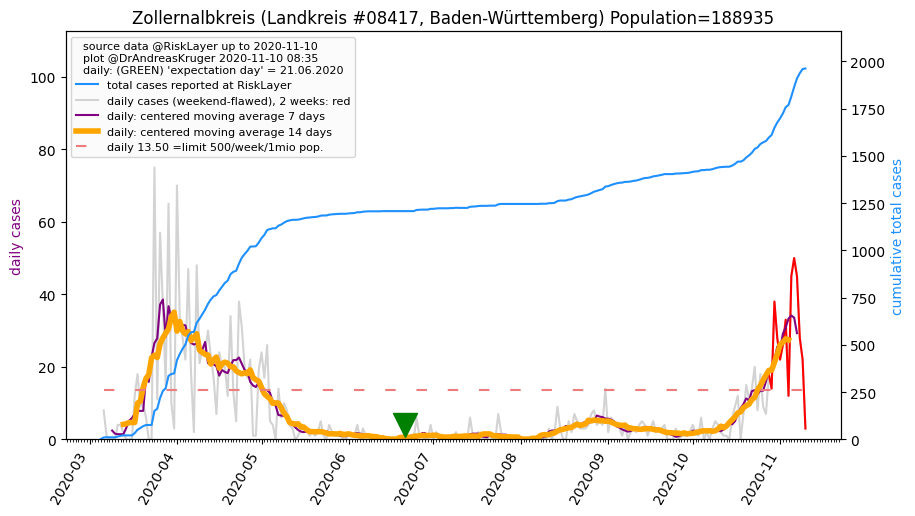 Zollernalbkreis (Landkreis #08417, Baden-Württemberg) Population=188935
source data @RiskLayer up to 2020-11-10
plot @DrAndreasKruger 2020-11-10 08:35
daily: (GREEN) 'expectation day' = 21.06.2020
total cases reported at RiskLayer
daily cases (weekend-flawed), 2 weeks: red
daily: centered moving average 7 days
daily: centered moving average 14 days
daily 13.50 =limit 500/week/1mio pop.
daily cases
100
80
60
40
20
0
cumulative total cases
2000
1750
1500
1250
1000
750
500
250
0
2020-03
2020-04
2020-05
2020-06
2020-07
2020-08
2020-09
2020-10
2020-11